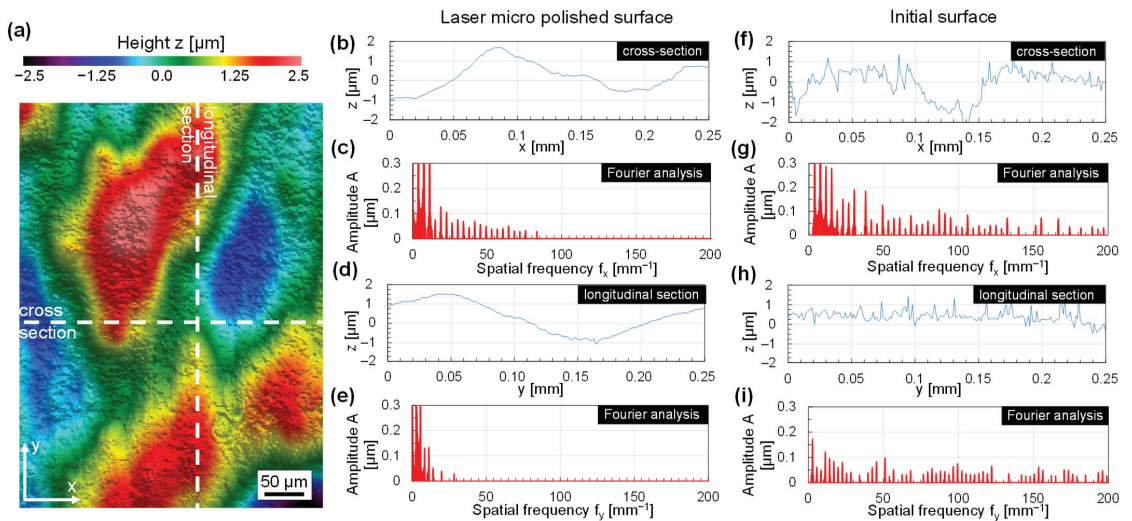 Laser micro polished surface
Initial surface
(a)
Height z [µm]
−2.5 −1.25 0.0 1.25 2.5
longitudinal
section
cross
section
y
x
50 µm
(b)
cross-section
2
1
0
−1
−2
z [µm]
0 0.05 0.1 0.15 0.2 0.25
x [mm]
(c)
Fourier analysis
0.3
0.2
0.1
0
Amplitude A
[µm]
0 50 100 150 200
Spatial frequency fx [mm−1]
(d)
longitudinal section
2
1
0
−1
−2
z [µm]
0 0.05 0.1 0.15 0.2 0.25
y [mm]
(e)
Fourier analysis
0.3
0.2
0.1
0
Amplitude A
[µm]
0 50 100 150 200
Spatial frequency fy [mm−1]
(f)
cross-section
2
1
0
−1
−2
z [µm]
0 0.05 0.1 0.15 0.2 0.25
x [mm]
(g)
Fourier analysis
0.3
0.2
0.1
0
Amplitude A
[µm]
0 50 100 150 200
Spatial frequency fx [mm−1]
(h)
longitudinal section
2
1
0
−1
−2
z [µm]
0 0.05 0.1 0.15 0.2 0.25
y [mm]
(i)
Fourier analysis
0.3
0.2
0.1
0
Amplitude A
[µm]
0 50 100 150 200
Spatial frequency fy [mm−1]